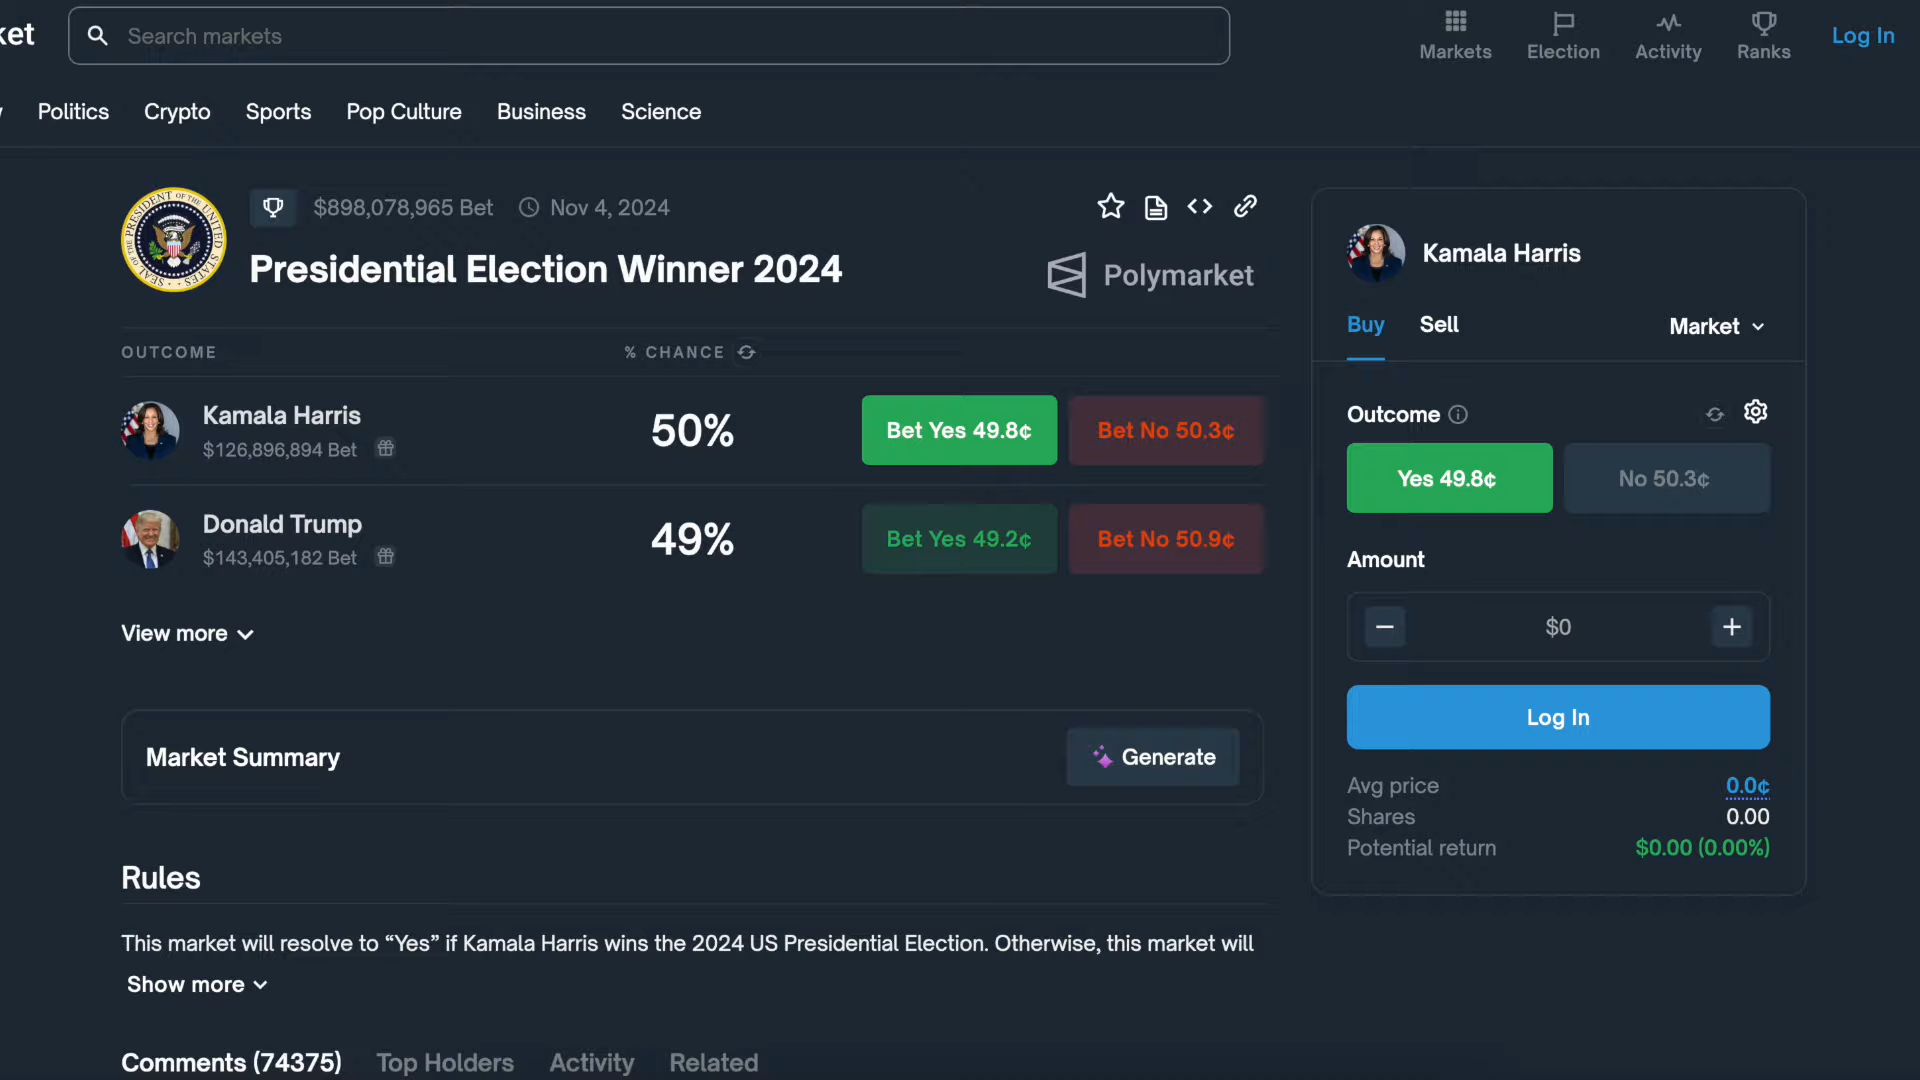 ket
Search markets
Markets
Election
Activity
Ranks
Log In
Politics
Crypto
Sports
Pop Culture
Business
Science
$898,078,965 Bet
Nov 4, 2024
Presidential Election Winner 2024
Polymarket
OUTCOME
% CHANCE
Kamala Harris
$126,896,894 Bet
50%
Bet Yes 49.8¢
Bet No 50.3¢
Donald Trump
$143,405,182 Bet
49%
Bet Yes 49.2¢
Bet No 50.9¢
View more
Market Summary
Generate
Rules
This market will resolve to “Yes” if Kamala Harris wins the 2024 US Presidential Election. Otherwise, this market will
Show more
Comments (74375)
Top Holders
Activity
Related
Kamala Harris
Buy
Sell
Market
Outcome
Yes 49.8¢
No 50.3¢
Amount
$0
Log In
Avg price
0.0¢
Shares
0.00
Potential return
$0.00 (0.00%)